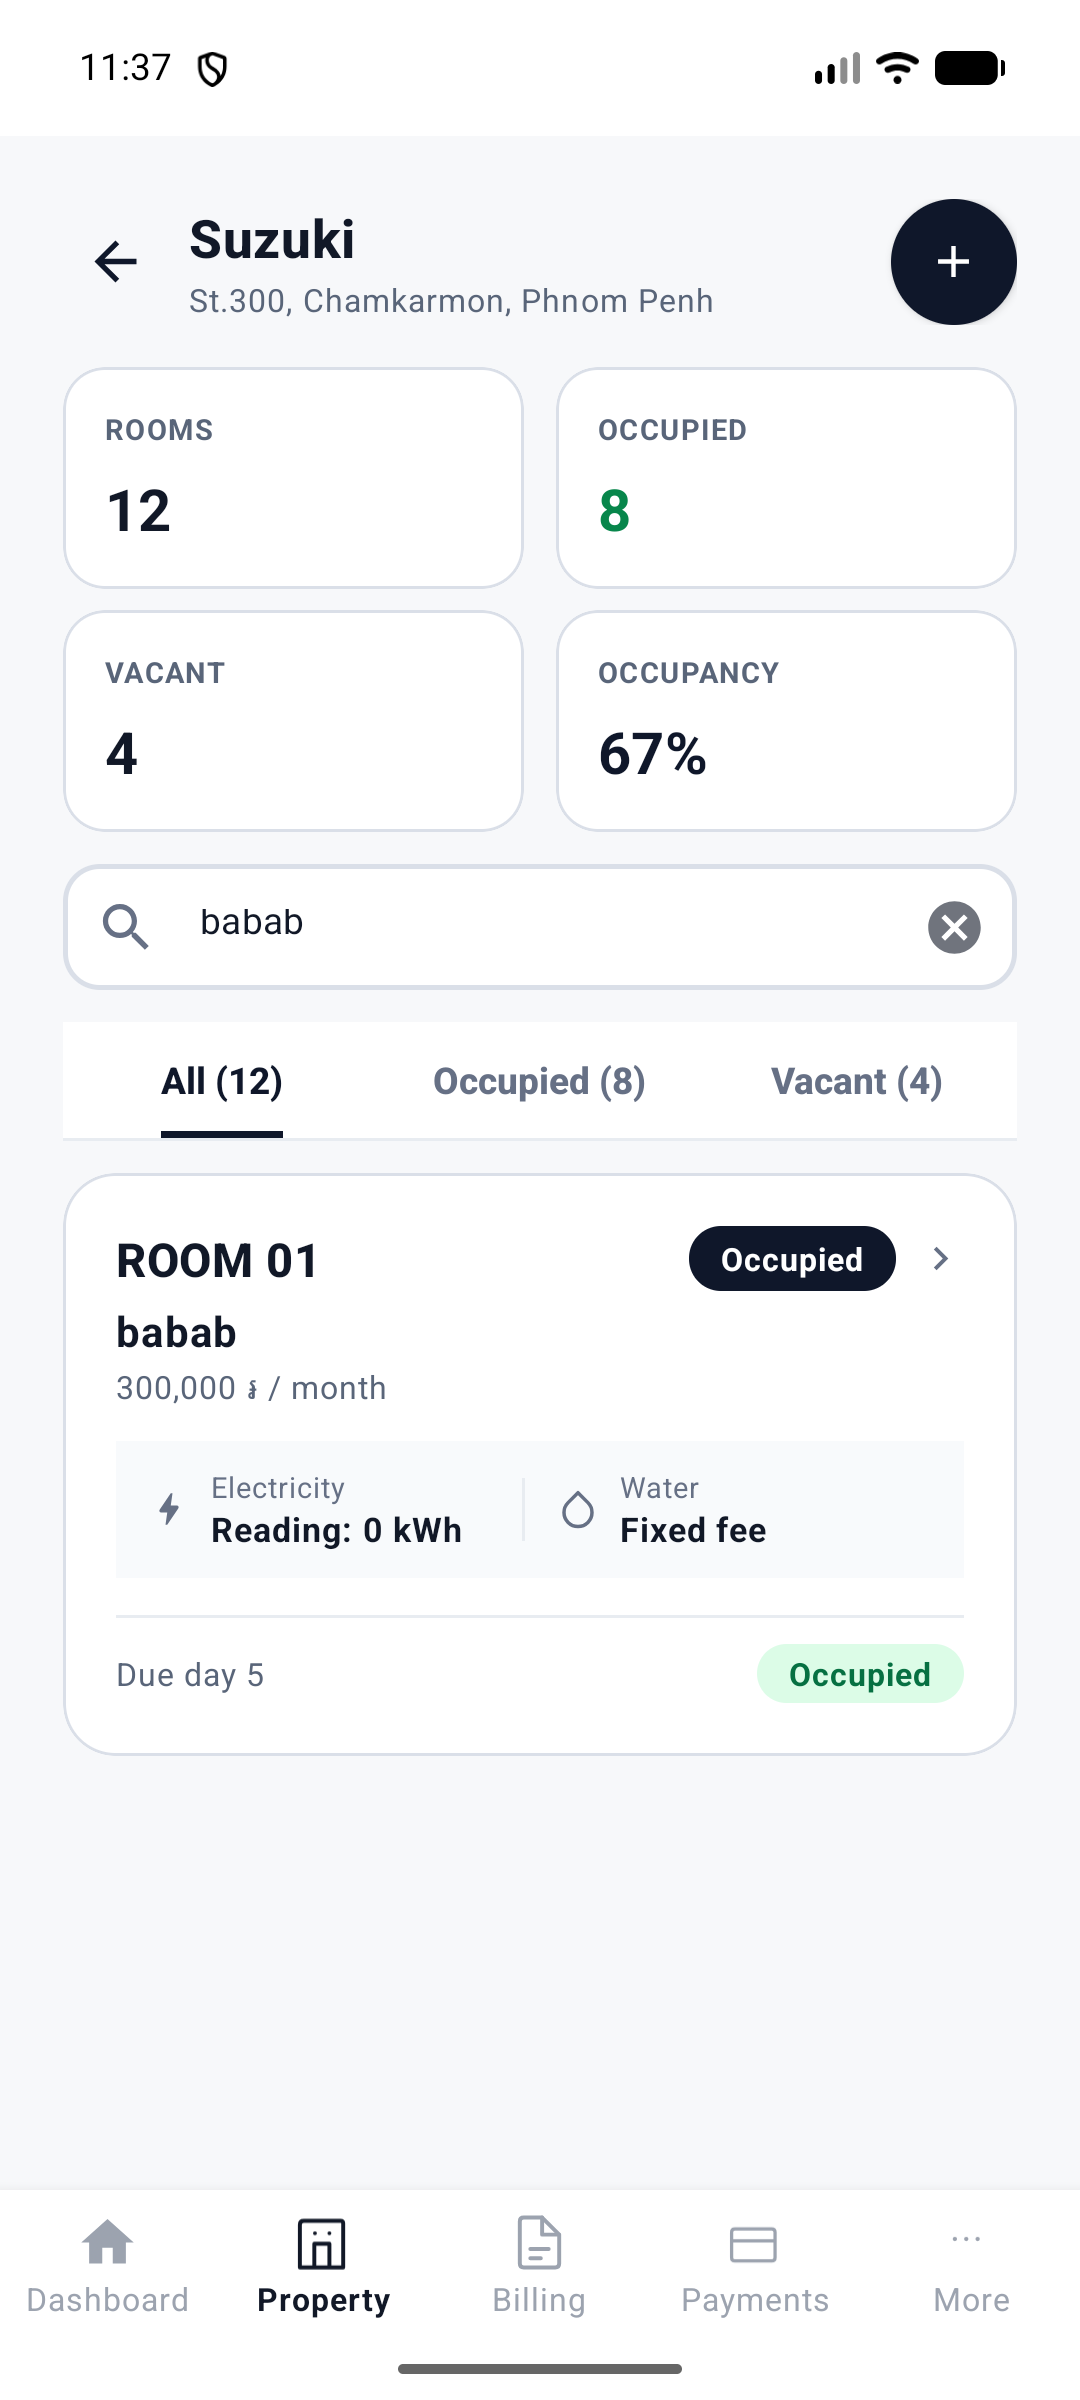 11:37
Suzuki
St.300, Chamkarmon, Phnom Penh
ROOMS
12
OCCUPIED
8
VACANT
4
OCCUPANCY
67%
babab
All (12)
Occupied (8)
Vacant (4)
ROOM 01
Occupied
babab
300,000 ៛ / month
Electricity
Reading: 0 kWh
Water
Fixed fee
Due day 5
Occupied
Dashboard
Property
Billing
Payments
More